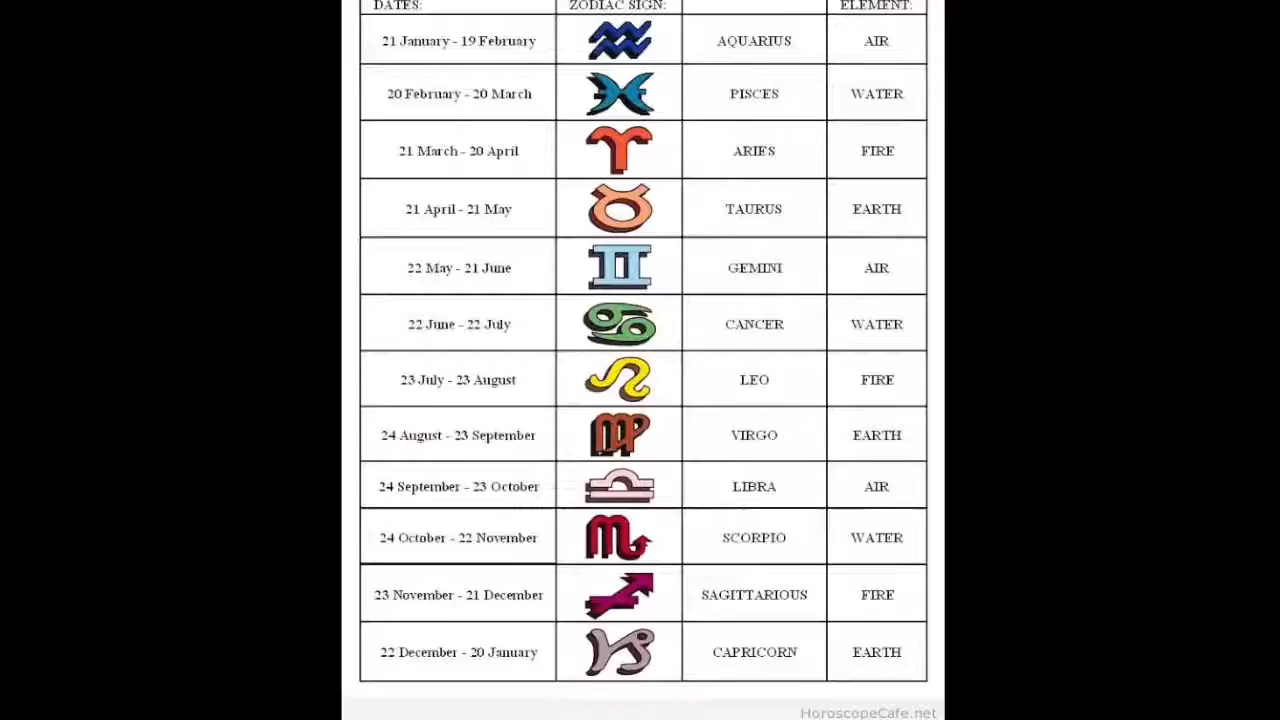 DATES: ZODIAC SIGN: ELEMENT:
21 January - 19 February AQUARIUS AIR
20 February - 20 March PISCES WATER
21 March - 20 April ARIES FIRE
21 April - 21 May TAURUS EARTH
22 May - 21 June GEMINI AIR
22 June - 22 July CANCER WATER
23 July - 23 August LEO FIRE
24 August - 23 September VIRGO EARTH
24 September - 23 October LIBRA AIR
24 October - 22 November SCORPIO WATER
23 November - 21 December SAGITTARIOUS FIRE
22 December - 20 January CAPRICORN EARTH
HoroscopeCafe.net